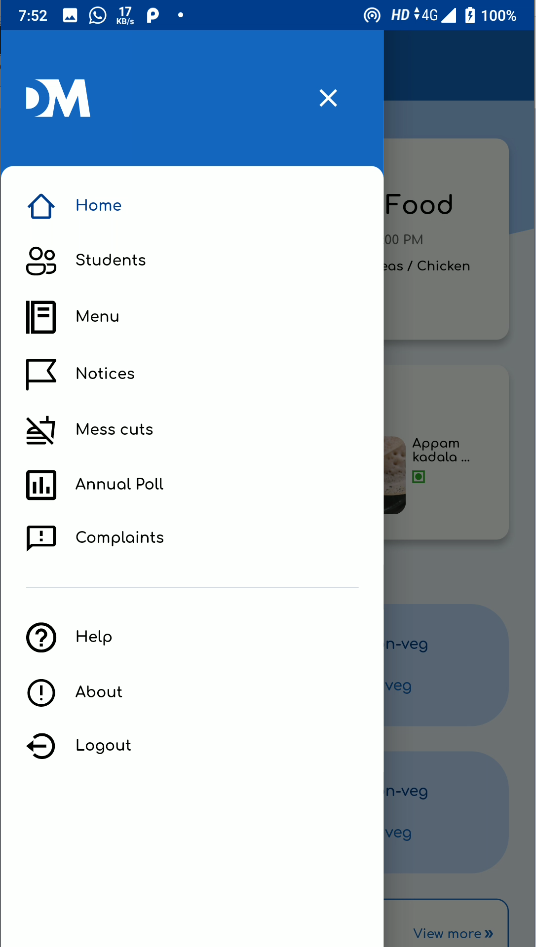 7:52
17
KB/s
HD
4G
100%
DM
Home
Students
Menu
Notices
Mess cuts
Annual Poll
Complaints
Help
About
Logout
Food
00 PM
eas / Chicken
Appam
kadala ...
n-veg
veg
n-veg
veg
View more »